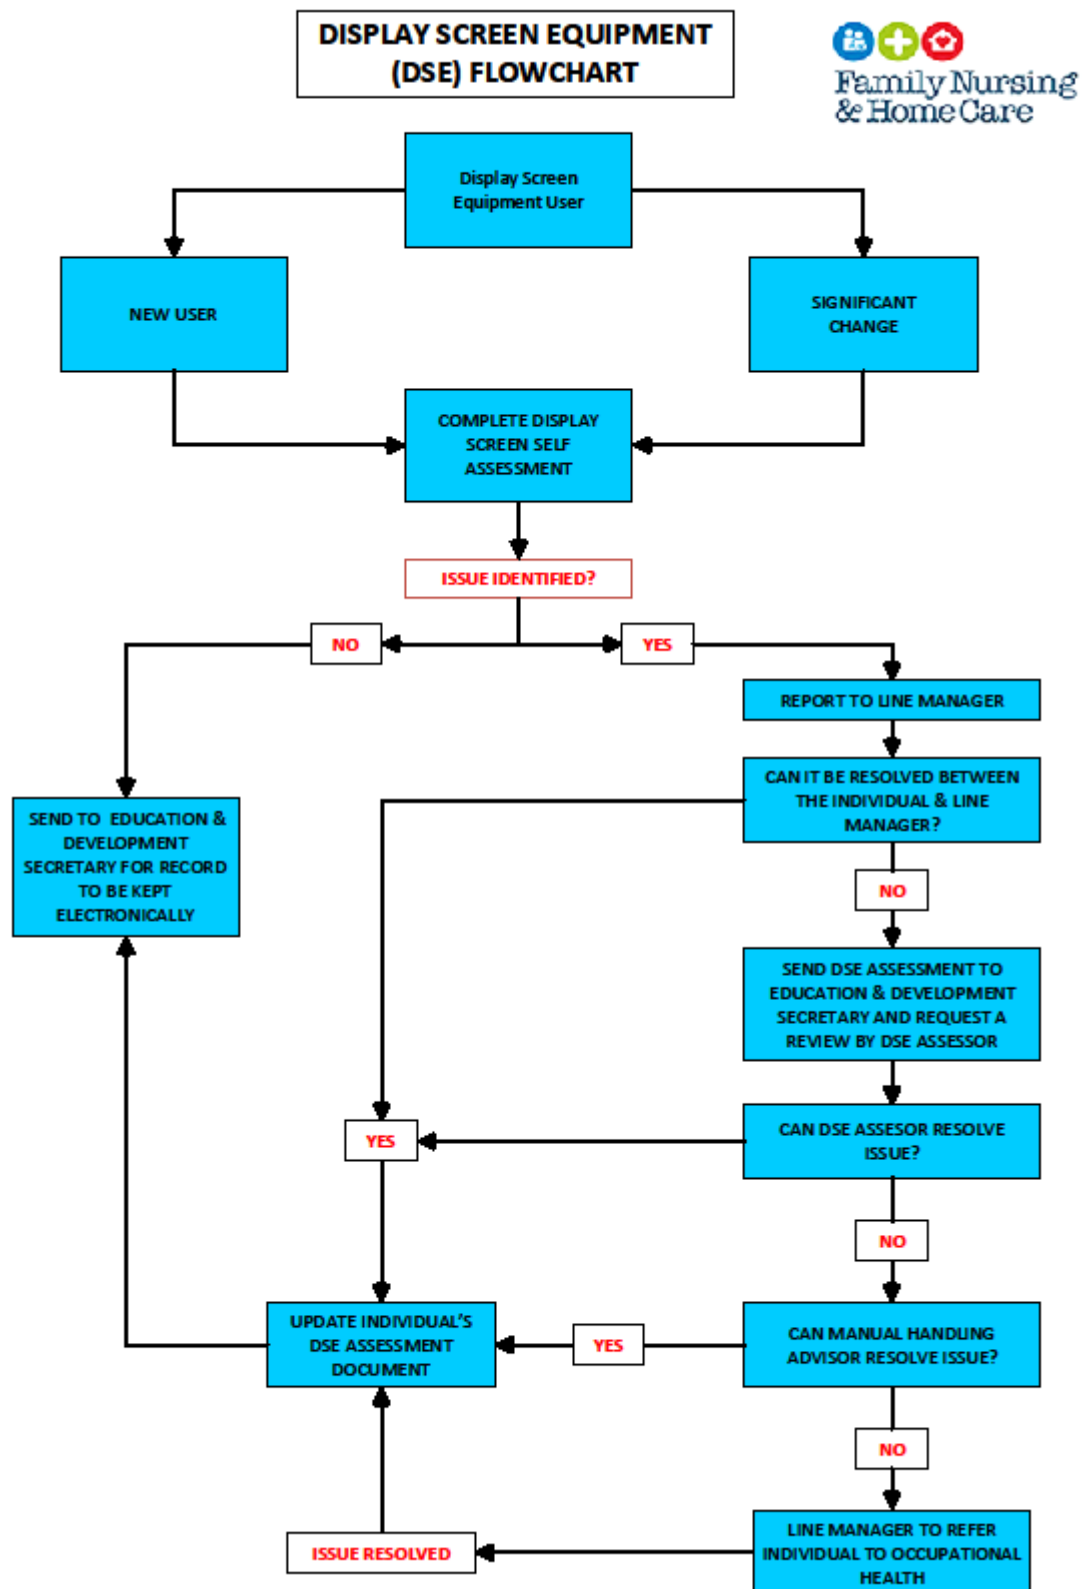 DISPLAY SCREEN EQUIPMENT
(DSE) FLOWCHART
Family Nursing
& Home Care
Display Screen
Equipment User
NEW USER
SIGNIFICANT
CHANGE
COMPLETE DISPLAY
SCREEN SELF
ASSESSMENT
ISSUE IDENTIFIED?
NO
YES
REPORT TO LINE MANAGER
CAN IT BE RESOLVED BETWEEN
THE INDIVIDUAL & LINE
MANAGER?
SEND TO EDUCATION &
DEVELOPMENT
SECRETARY FOR RECORD
TO BE KEPT
ELECTRONICALLY
NO
SEND DSE ASSESSMENT TO
EDUCATION & DEVELOPMENT
SECRETARY AND REQUEST A
REVIEW BY DSE ASSESSOR
YES
CAN DSE ASSESOR RESOLVE
ISSUE?
NO
UPDATE INDIVIDUAL'S
DSE ASSESSMENT
DOCUMENT
YES
CAN MANUAL HANDLING
ADVISOR RESOLVE ISSUE?
NO
ISSUE RESOLVED
LINE MANAGER TO REFER
INDIVIDUAL TO OCCUPATIONAL
HEALTH